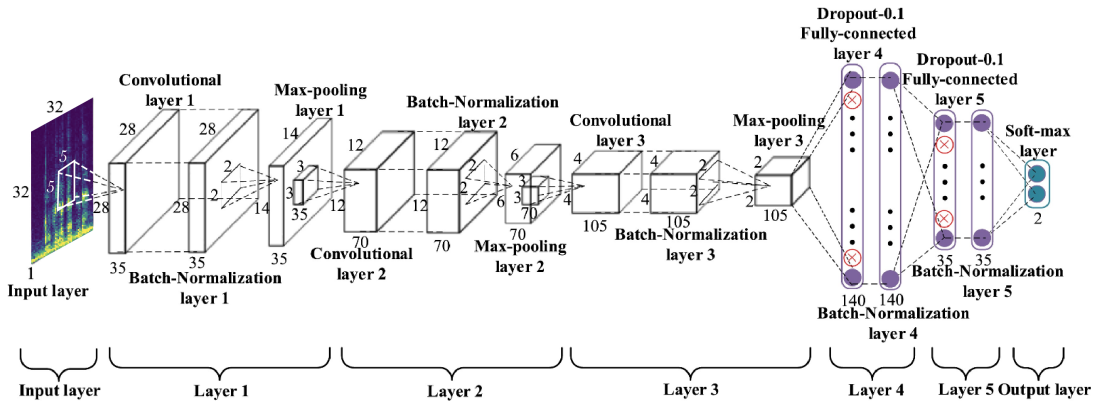 Dropout-0.1
Fully-connected
layer 4
Dropout-0.1
Fully-connected
layer 5
Soft-max
layer
Convolutional
layer 1
Max-pooling
layer 1
Batch-Normalization
layer 2
Convolutional
layer 3
Max-pooling
layer 3
32
32
5
5
1
Input layer
28
28
35
28
28
35
Batch-Normalization
layer 1
2
2
14
14
3
3
35
35
12
12
70
Convolutional
layer 2
12
12
70
2
2
6
6
3
3
70
70
Max-pooling
layer 2
4
4
105
4
4
105
Batch-Normalization
layer 3
2
2
2
2
105
140
140
Batch-Normalization
layer 4
35
35
Batch-Normalization
layer 5
2
Input layer
Layer 1
Layer 2
Layer 3
Layer 4
Layer 5
Output layer